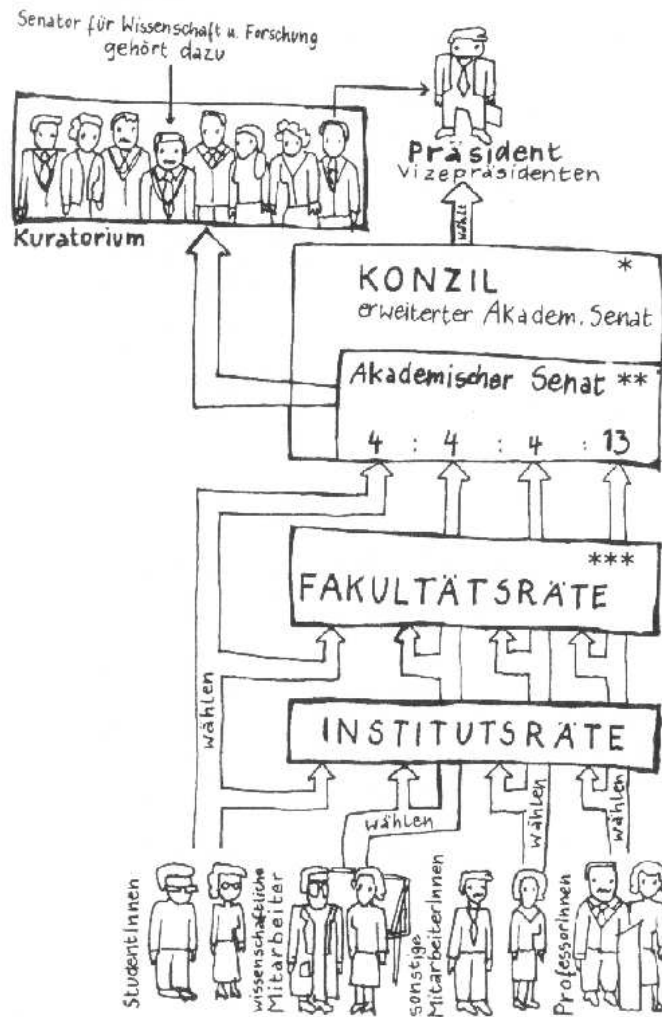 Senator für Wissenschaft u. Forschung
gehört dazu
Präsident
Vizepräsidenten
Kuratorium
wählt
KONZIL *
erweiterter Akadem. Senat
Akademischer Senat **
4 : 4 : 4 : 13
***
FAKULTÄTSRÄTE
wählen
INSTITUTSRÄTE
wählen
wählen
wählen
StudentInnen
wissenschaftliche
Mitarbeiter
sonstige
MitarbeiterInnen
ProfessorInnen